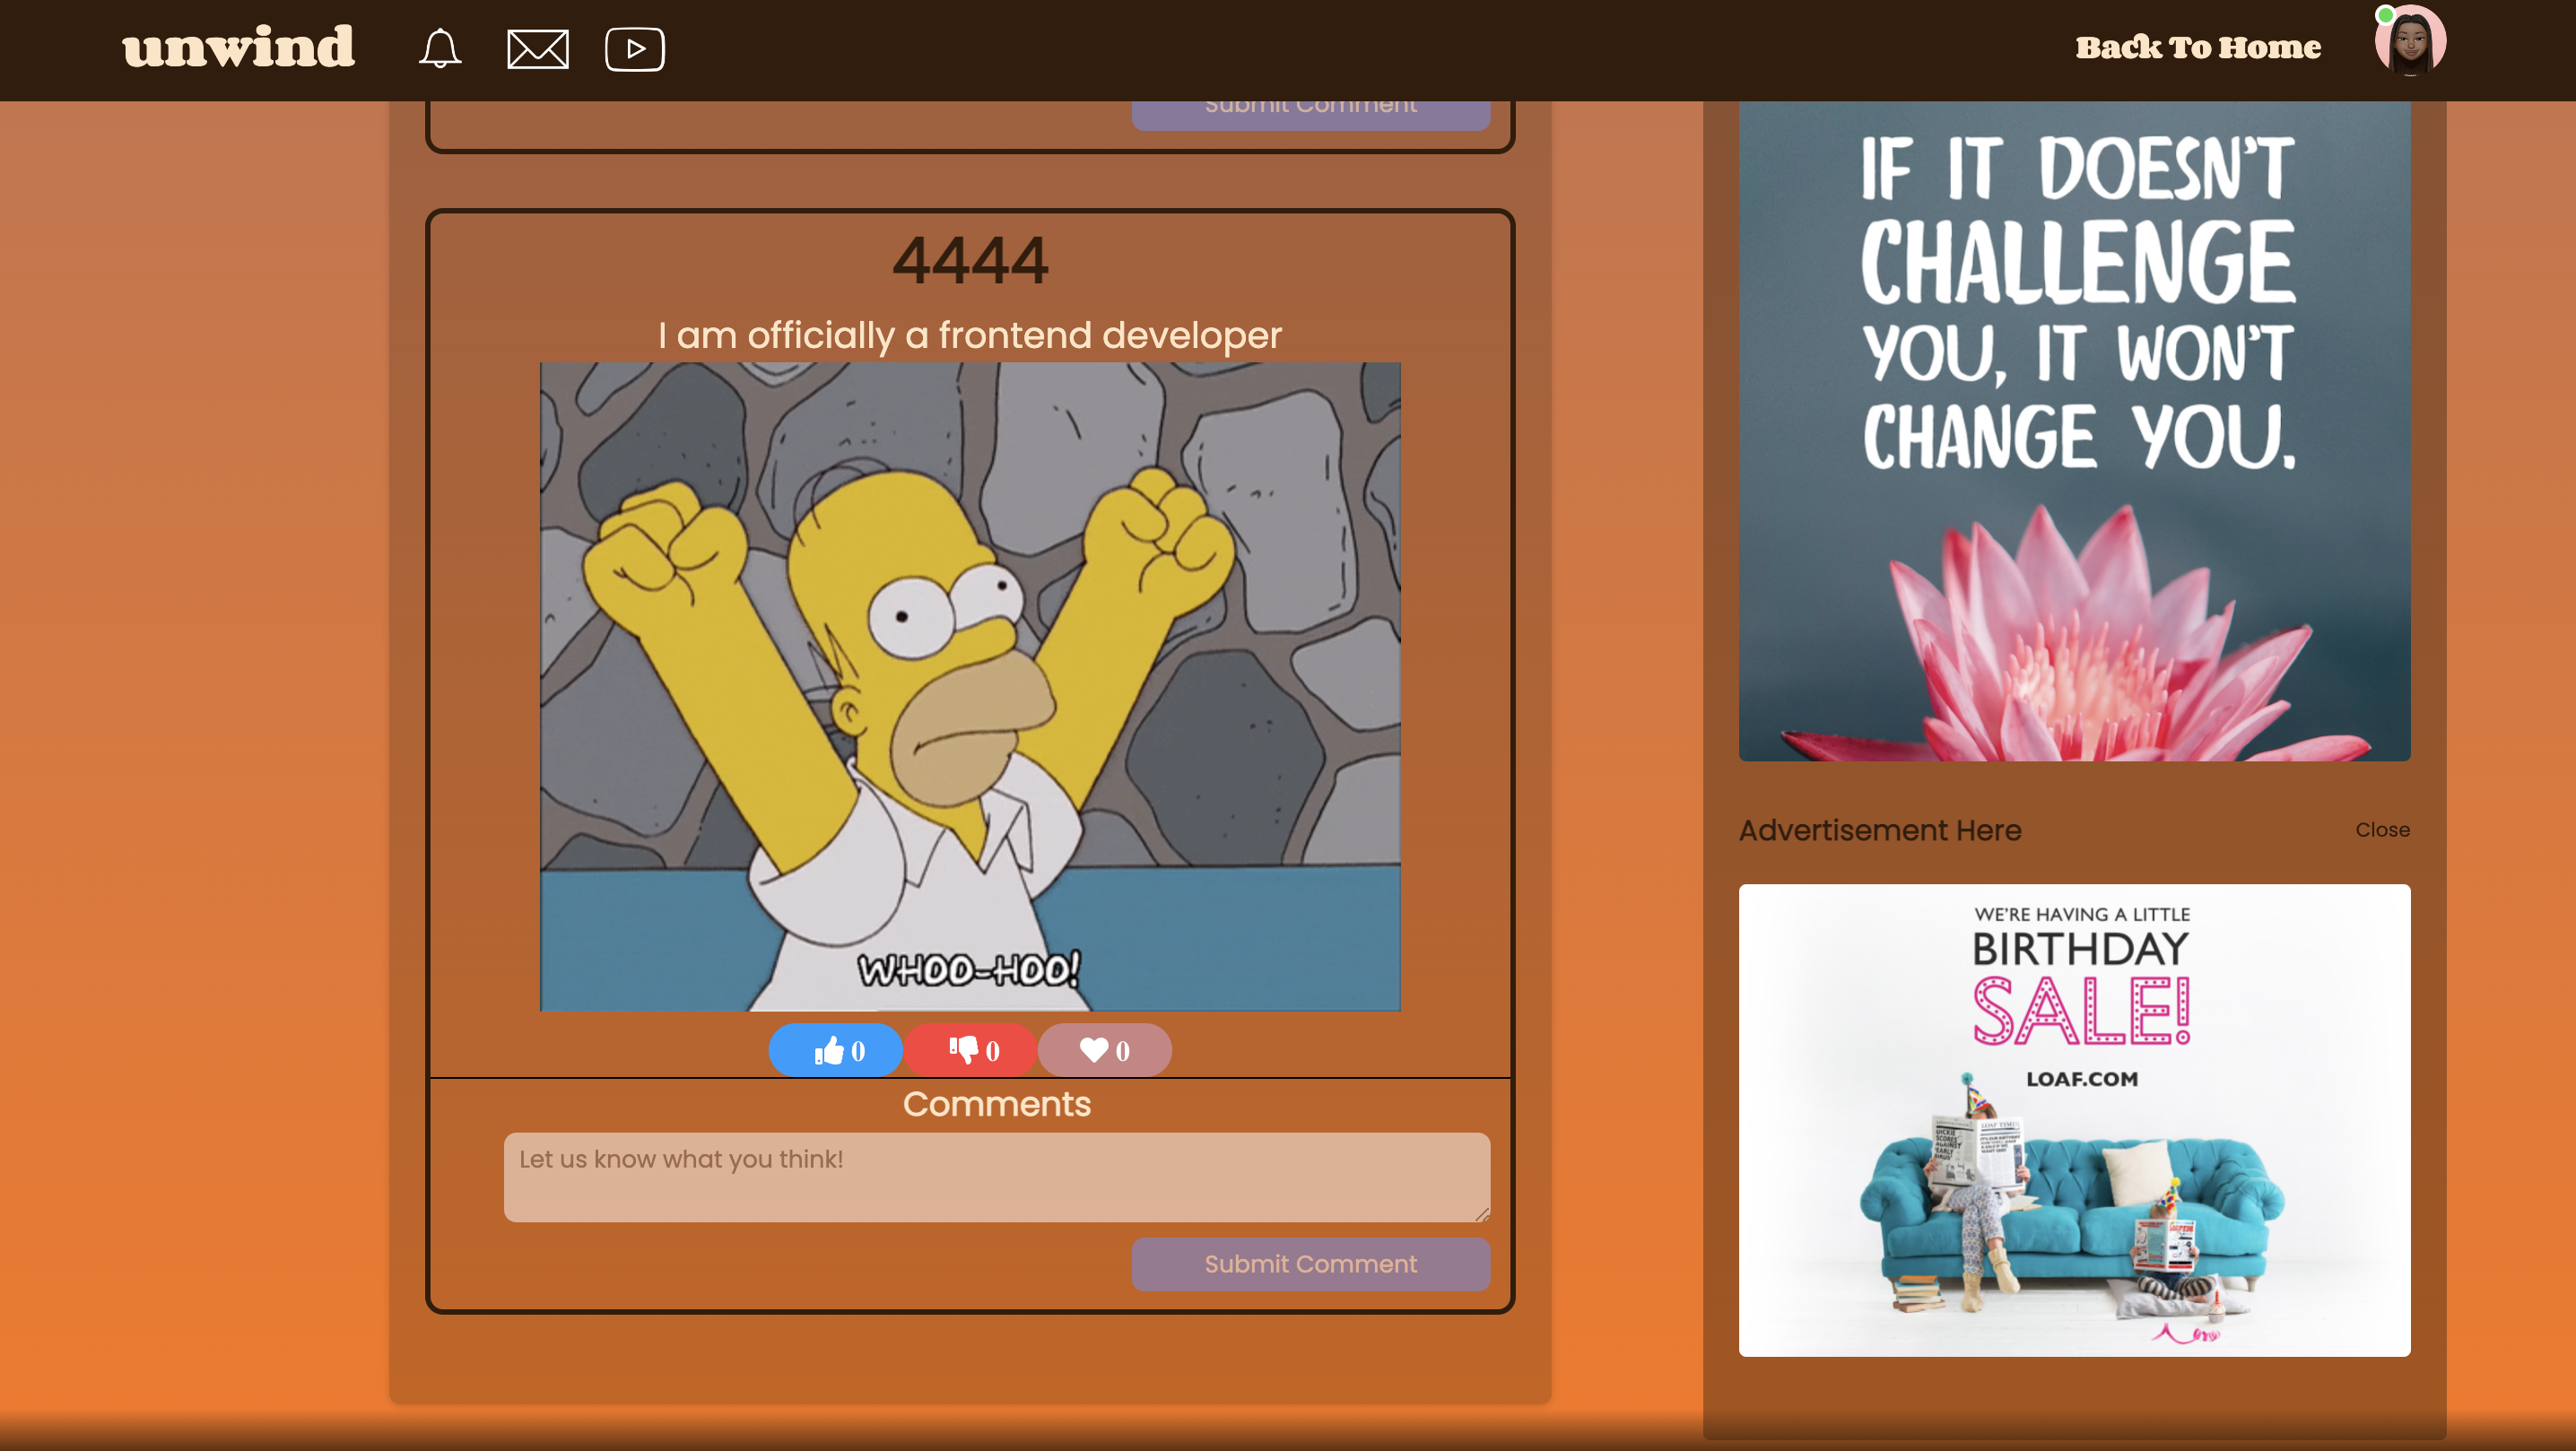 unwind
Back To Home
Submit Comment
4444
I am officially a frontend developer
WHOO-HOO!
0 0 0
Comments
Let us know what you think!
Submit Comment
IF IT DOESN'T
CHALLENGE
YOU, IT WON'T
CHANGE YOU.
Advertisement Here
Close
WE'RE HAVING A LITTLE
BIRTHDAY
SALE!
LOAF.COM